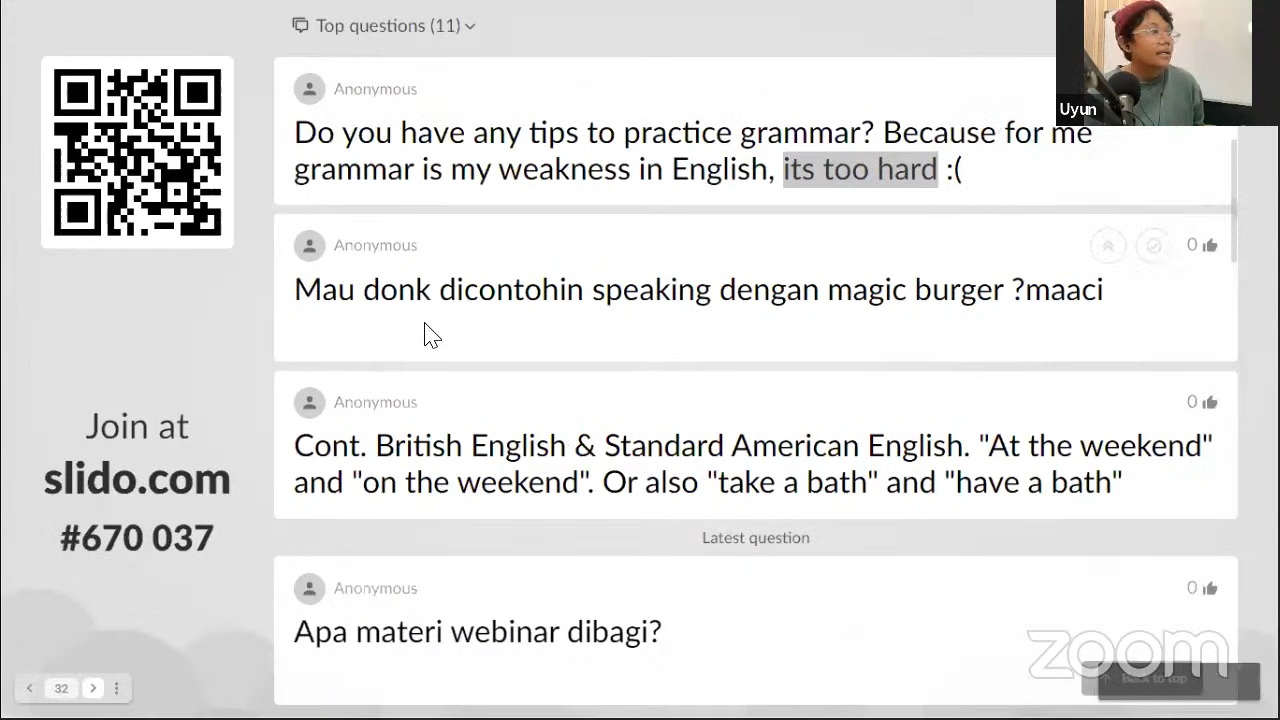 Top questions (11)
Anonymous
Do you have any tips to practice grammar? Because for me
grammar is my weakness in English, its too hard :(
Uyun
Anonymous
0
Mau donk dicontohin speaking dengan magic burger ?maaci
Anonymous
0
Cont. British English & Standard American English. "At the weekend"
and "on the weekend". Or also "take a bath" and "have a bath"
Join at
slido.com
#670 037
Latest question
Anonymous
0
Apa materi webinar dibagi?
zoom
Back to top
32